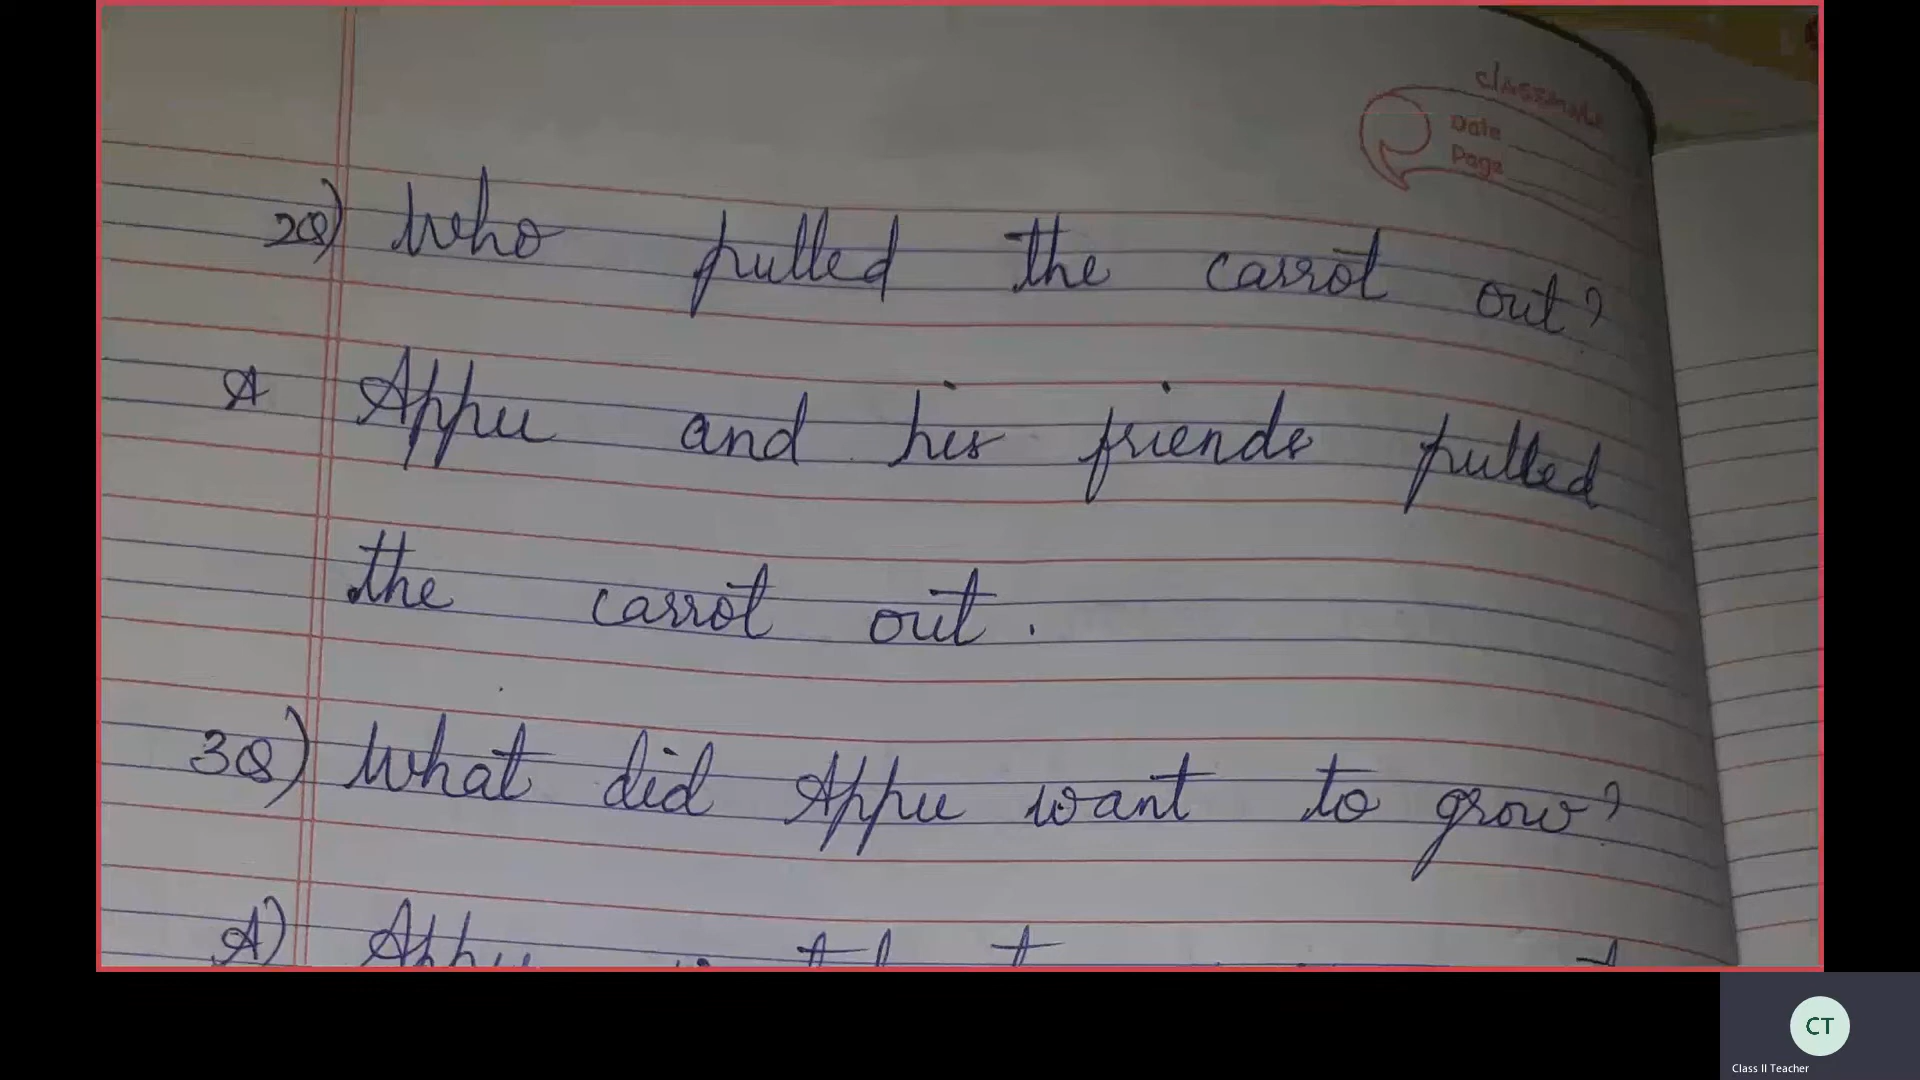 classmate
Date
Page
2Q) Who pulled the carrot out?
A Appu and his friends pulled
the carrot out.
3Q) What did Appu want to grow?
A) Appu
CT
Class II Teacher